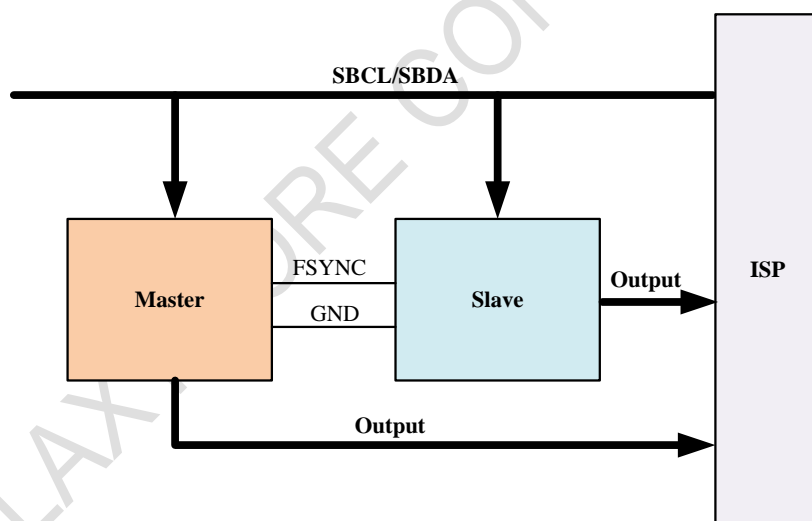 SBCL/SBDA
FSYNC
Master
Slave
GND
Output
ISP
Output